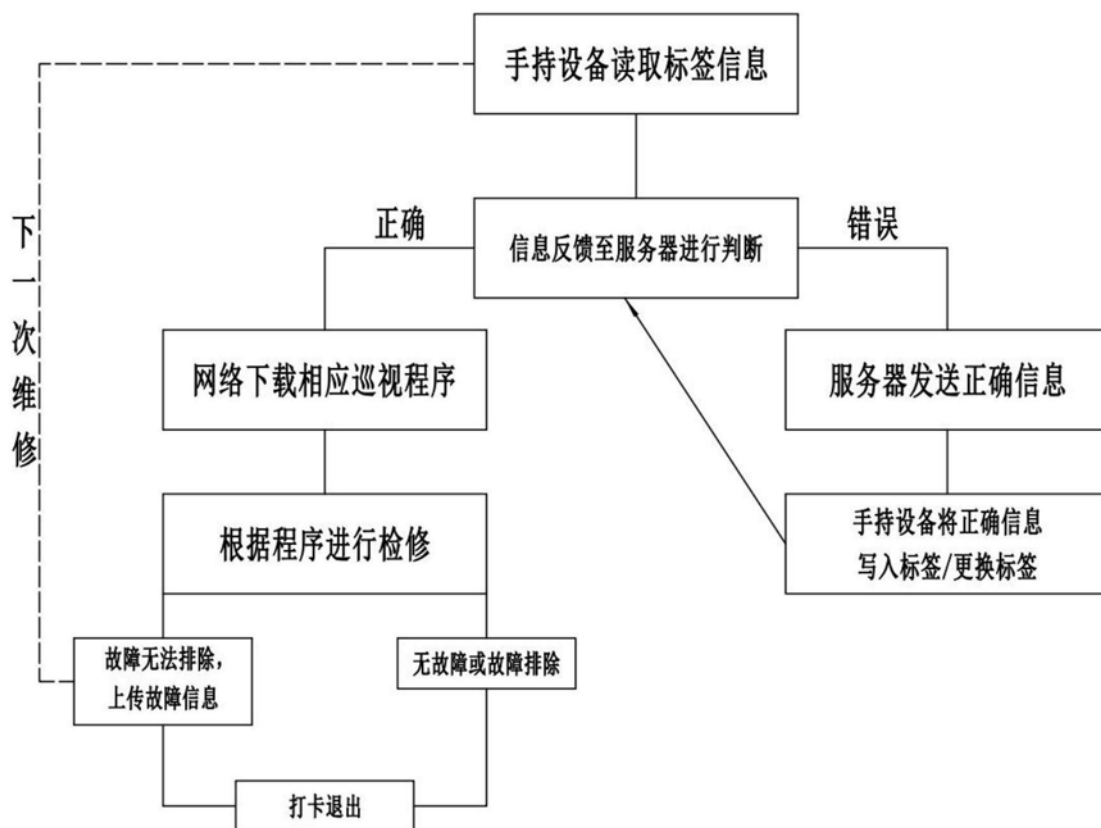 手持设备读取标签信息
正确
错误
信息反馈至服务器进行判断
下一次维修
网络下载相应巡视程序
服务器发送正确信息
根据程序进行检修
手持设备将正确信息
写入标签/更换标签
故障无法排除，
上传故障信息
无故障或故障排除
打卡退出